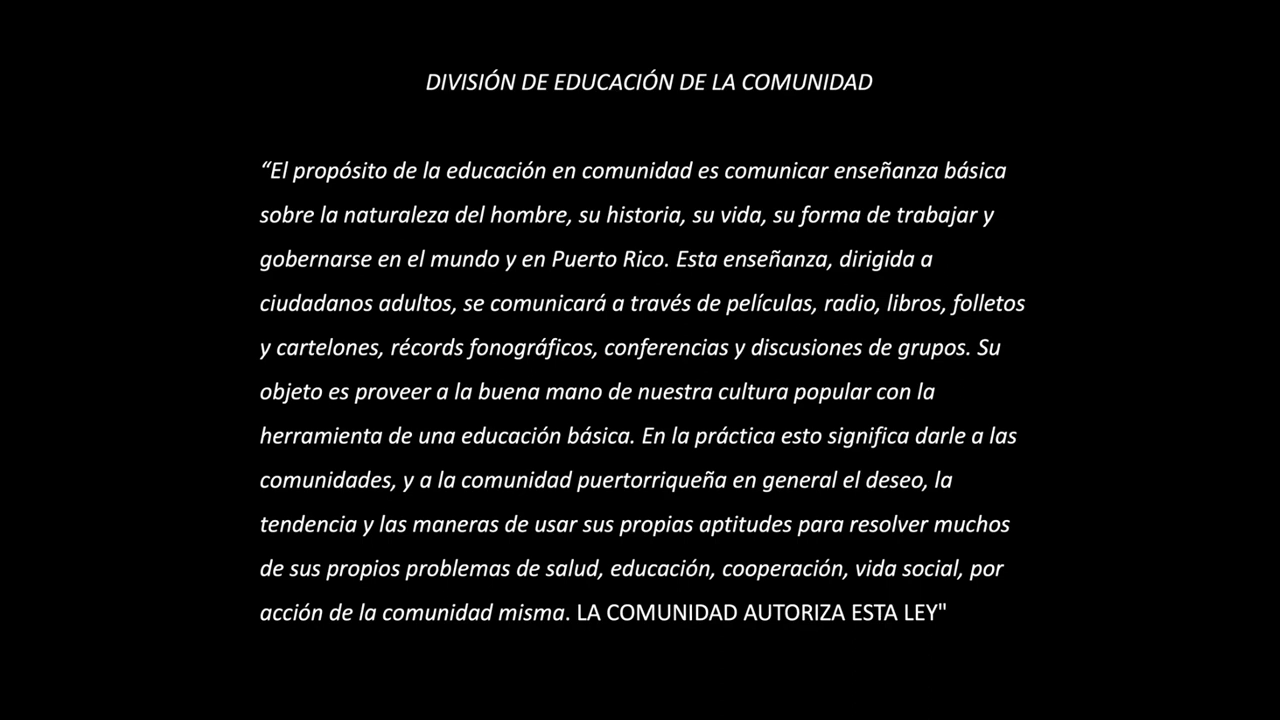 DIVISIÓN DE EDUCACIÓN DE LA COMUNIDAD
“El propósito de la educación en comunidad es comunicar enseñanza básica
sobre la naturaleza del hombre, su historia, su vida, su forma de trabajar y
gobernarse en el mundo y en Puerto Rico. Esta enseñanza, dirigida a
ciudadanos adultos, se comunicará a través de películas, radio, libros, folletos
y cartelones, récords fonográficos, conferencias y discusiones de grupos. Su
objeto es proveer a la buena mano de nuestra cultura popular con la
herramienta de una educación básica. En la práctica esto significa darle a las
comunidades, y a la comunidad puertorriqueña en general el deseo, la
tendencia y las maneras de usar sus propias aptitudes para resolver muchos
de sus propios problemas de salud, educación, cooperación, vida social, por
acción de la comunidad misma. LA COMUNIDAD AUTORIZA ESTA LEY"